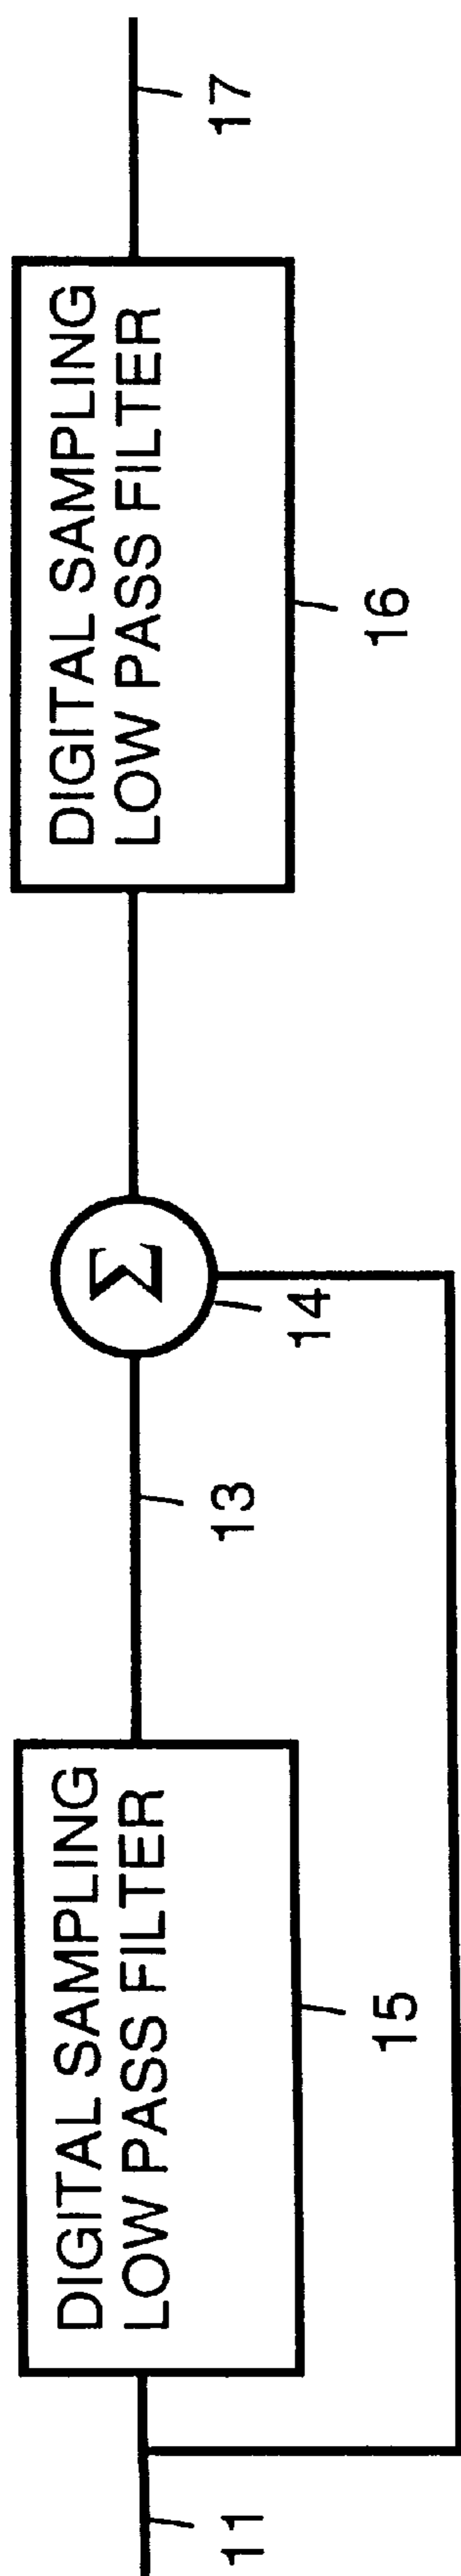 11
DIGITAL SAMPLING
LOW PASS FILTER
15
13
Σ
14
DIGITAL SAMPLING
LOW PASS FILTER
16
17